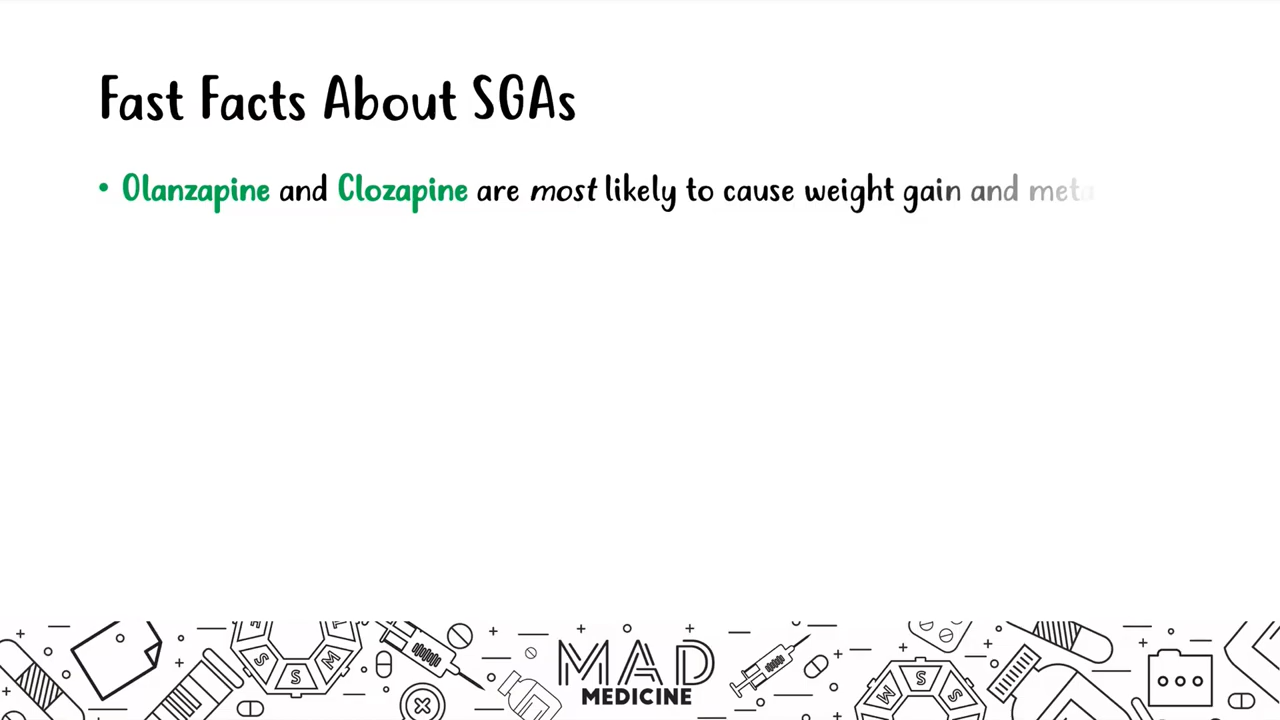 Fast Facts About SGAs
• Olanzapine and Clozapine are most likely to cause weight gain and
MAD
MEDICINE
S
S
M
M
S
S